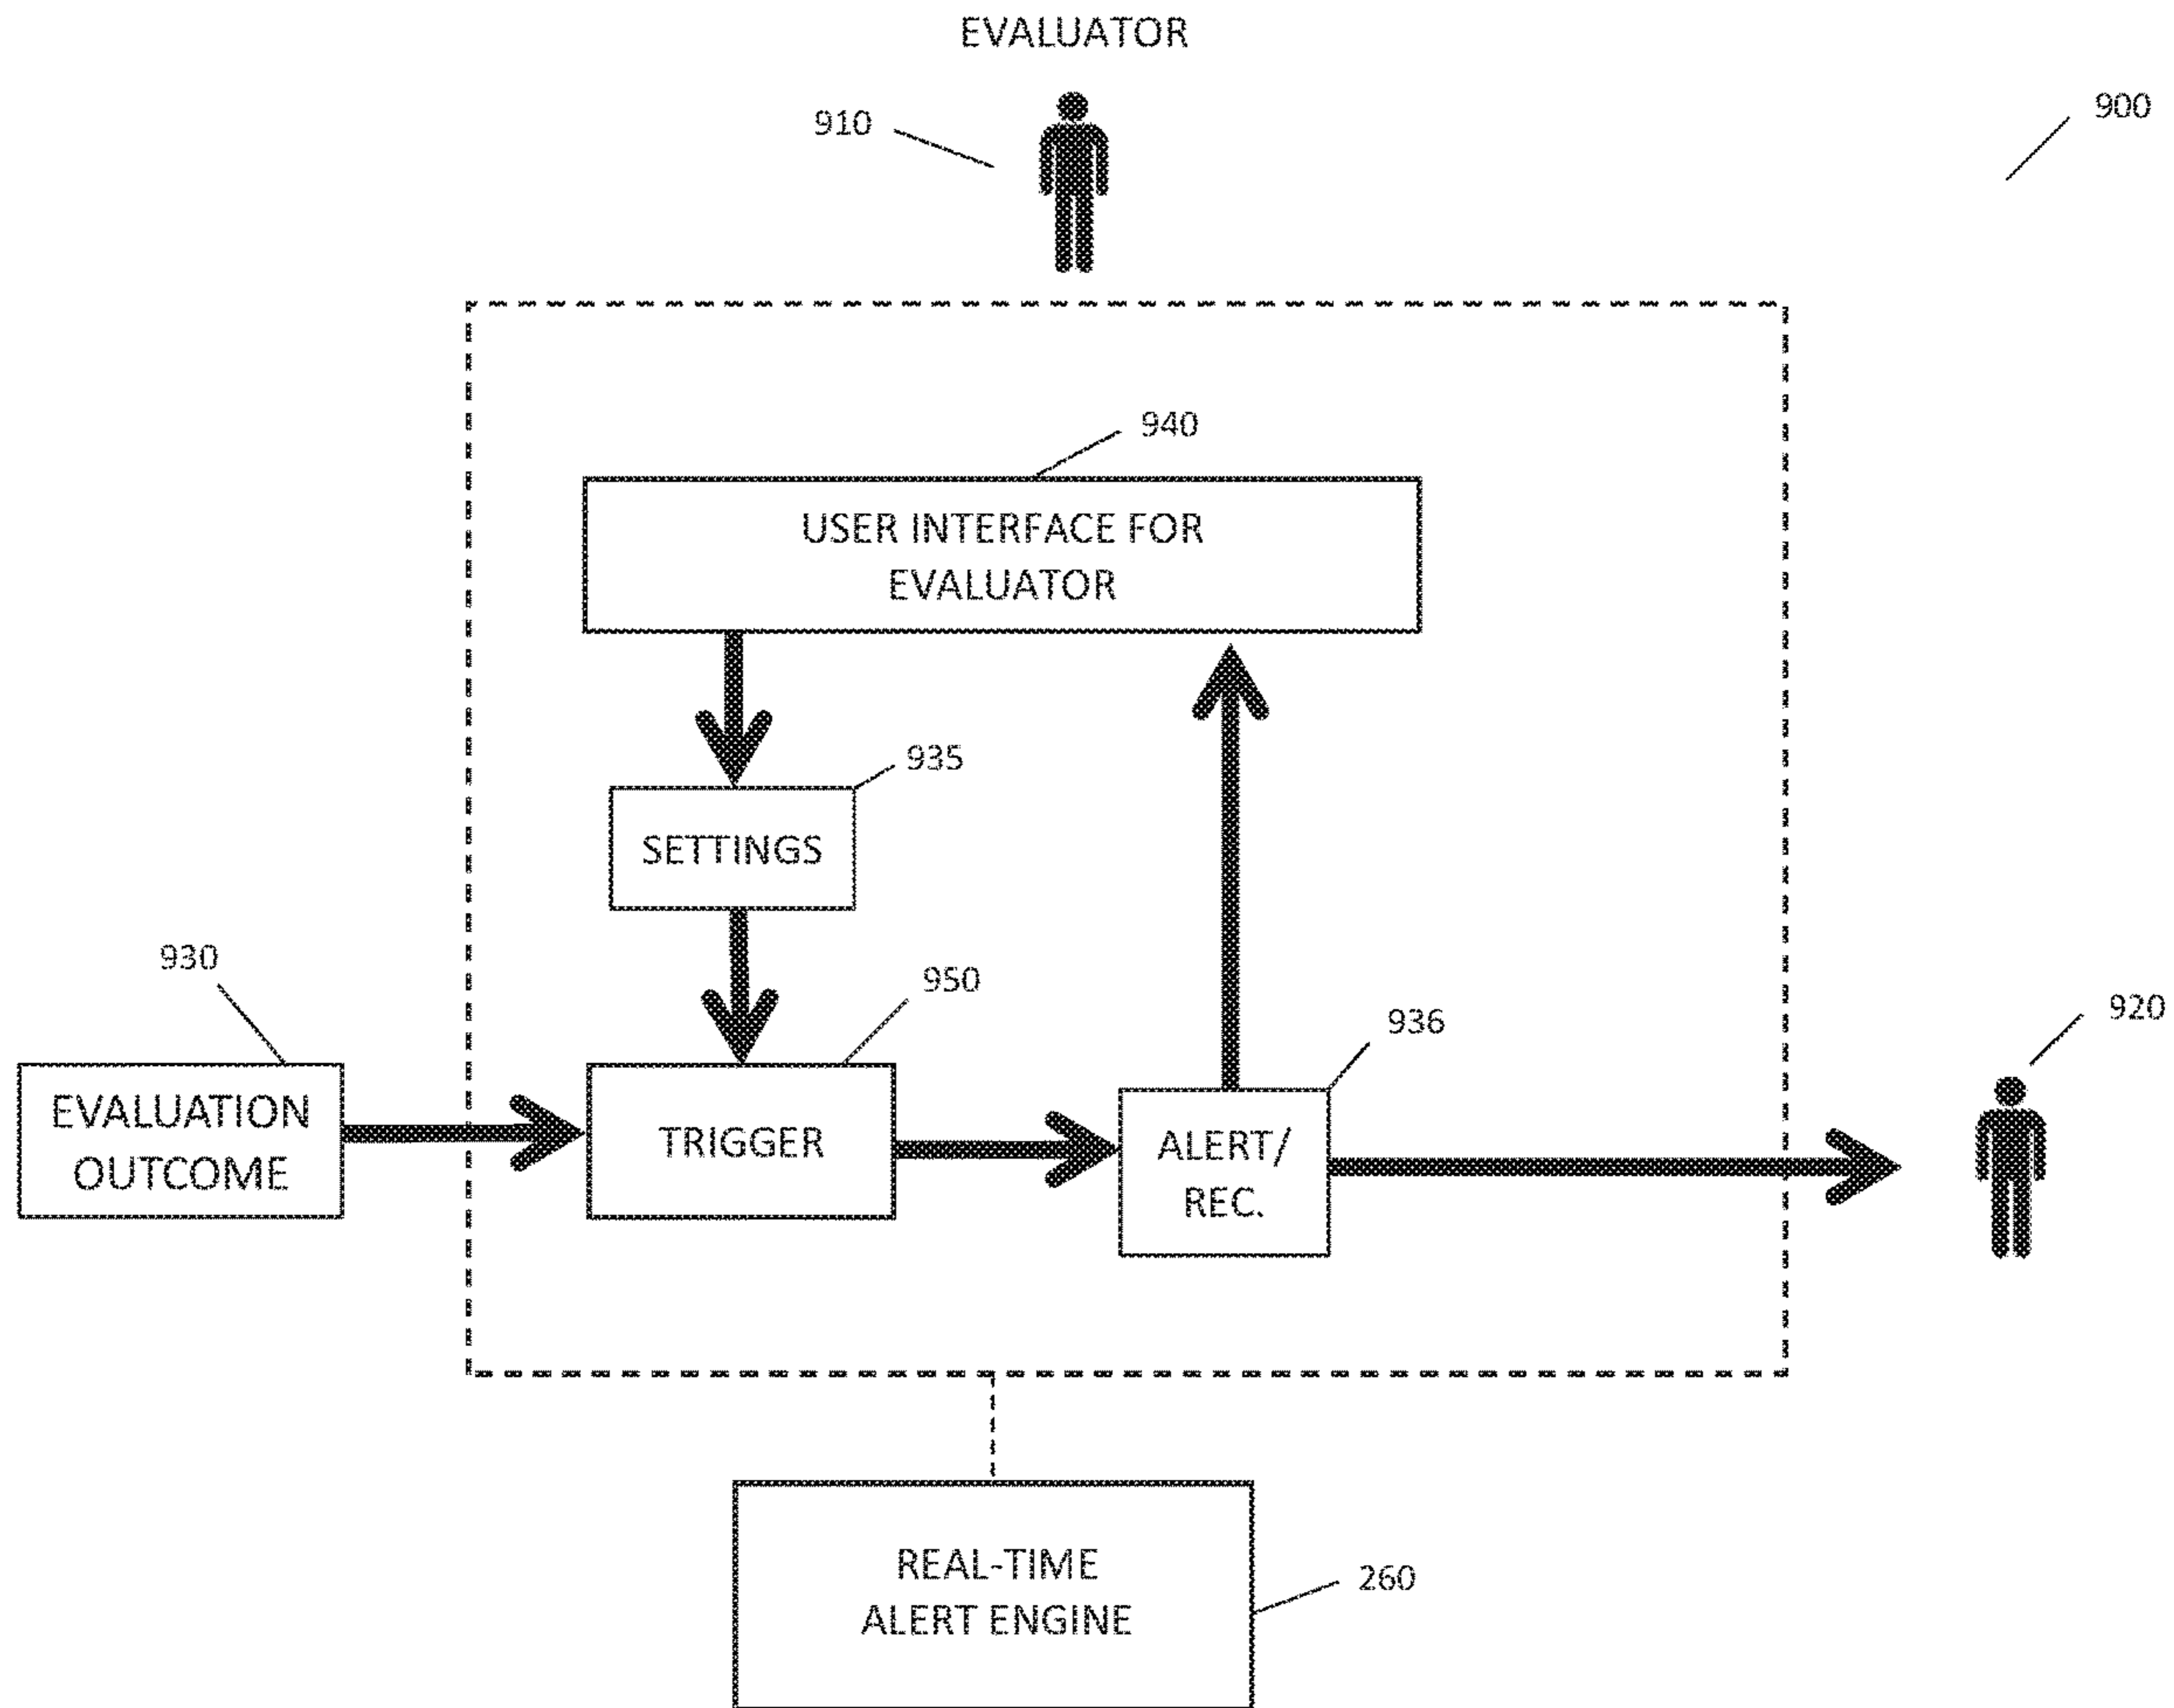 EVALUATOR
910
900
940
USER INTERFACE FOR
EVALUATOR
935
SETTINGS
930
950
936
920
EVALUATION
OUTCOME
TRIGGER
ALERT/
REC.
REAL-TIME
ALERT ENGINE
260